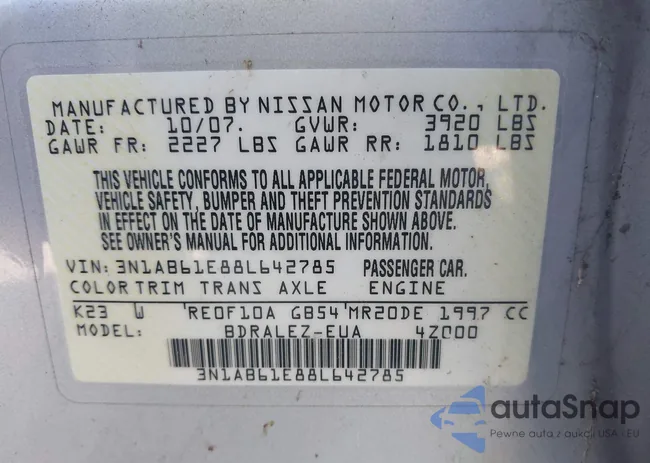 MANUFACTURED BY NISSAN MOTOR CO., LTD.
DATE: 10/07. GVWR: 3920 LBS
GAWR FR: 2227 LBS GAWR RR: 1810 LBS
THIS VEHICLE CONFORMS TO ALL APPLICABLE FEDERAL MOTOR,
VEHICLE SAFETY, BUMPER AND THEFT PREVENTION STANDARDS
IN EFFECT ON THE DATE OF MANUFACTURE SHOWN ABOVE.
SEE OWNER'S MANUAL FOR ADDITIONAL INFORMATION.
VIN: 3N1AB61E88L642785 PASSENGER CAR.
COLOR TRIM TRANS AXLE ENGINE
K23 W RE0F10A GB54 MR20DE 1997 CC
MODEL: BDRALEZ-EUA 4Z000
3N1AB61E88L642785
autaSnap
Pewne auta z aukcji USA i EU